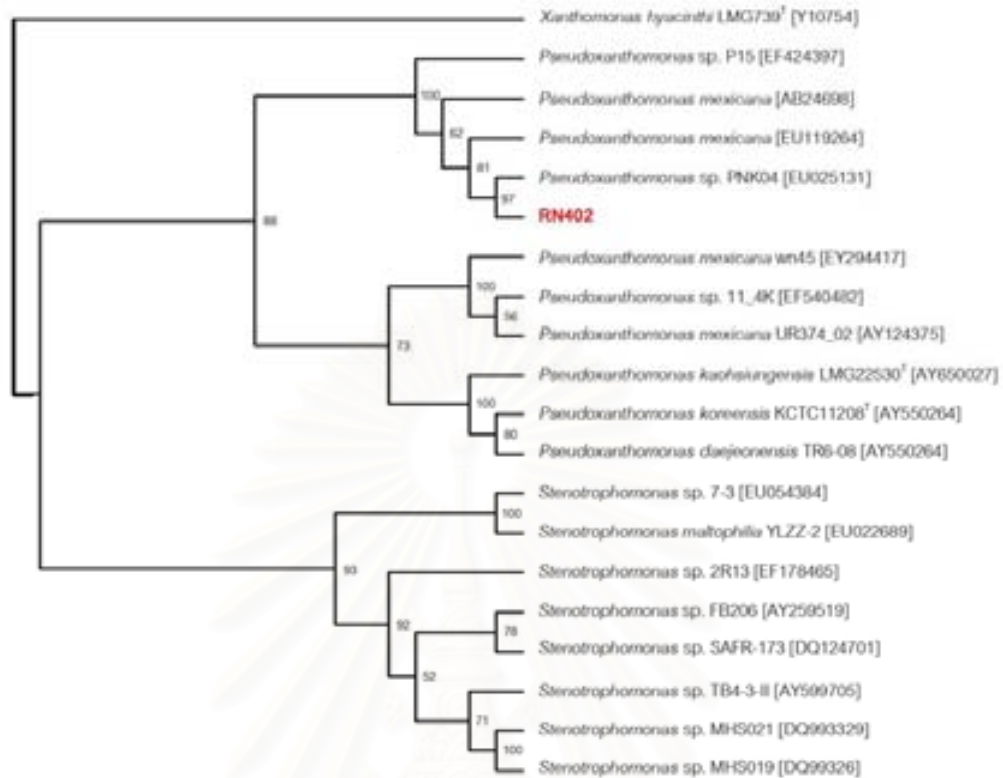 Xanthomonas hyacinthi LMG739T [Y10754]
Pseudoxanthomonas sp. P15 [EF424397]
100
Pseudoxanthomonas mexicana [AB24698]
62
Pseudoxanthomonas mexicana [EU119264]
81
Pseudoxanthomonas sp. PNK04 [EU025131]
97
RN402
88
Pseudoxanthomonas mexicana wn45 [EY294417]
100
Pseudoxanthomonas sp. 11_4K [EF540482]
56
Pseudoxanthomonas mexicana UR374_02 [AY124375]
73
Pseudoxanthomonas kaohsiungensis LMG22530T [AY650027]
100
Pseudoxanthomonas koreensis KCTC11208T [AY550264]
80
Pseudoxanthomonas daejeonensis TR6-08 [AY550264]
Stenotrophomonas sp. 7-3 [EU054384]
100
Stenotrophomonas maltophilia YLZZ-2 [EU022689]
93
Stenotrophomonas sp. 2R13 [EF178465]
92
Stenotrophomonas sp. FB206 [AY259519]
78
Stenotrophomonas sp. SAFR-173 [DQ124701]
52
Stenotrophomonas sp. TB4-3-II [AY599705]
71
Stenotrophomonas sp. MHS021 [DQ993329]
100
Stenotrophomonas sp. MHS019 [DQ99326]